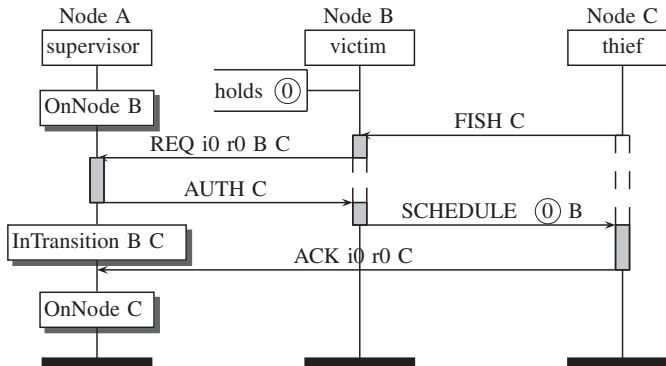 Node A
Node B
Node C
supervisor
victim
thief
holds 0
OnNode B
FISH C
REQ i0 r0 B C
AUTH C
SCHEDULE 0 B
InTransition B C
ACK i0 r0 C
OnNode C